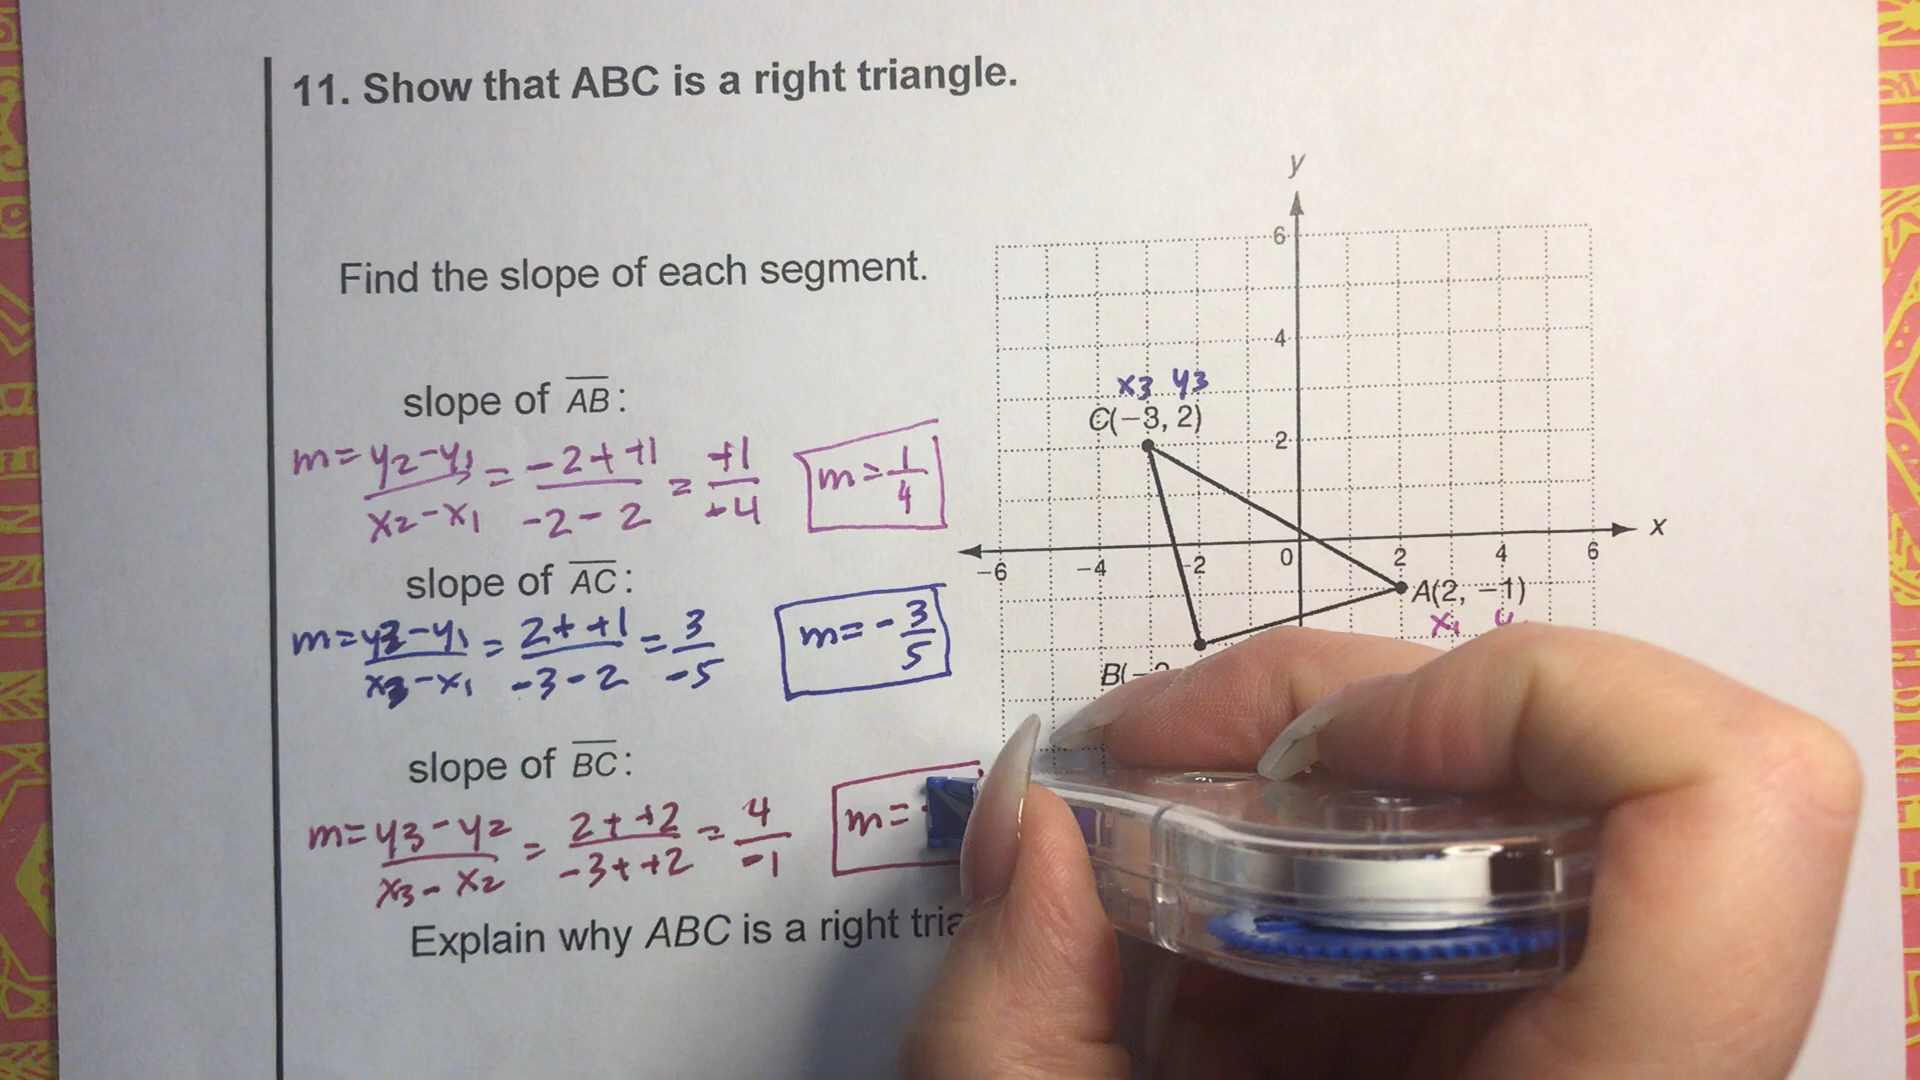 11. Show that ABC is a right triangle.
y
6
Find the slope of each segment.
4
slope of AB:
x3 y3
C(−3, 2)
2
m = y2-y1 / x2-x1 = -2++1 / -2-2 = +1 / -4
m = 1/4
x
−6 −4 −2 0 2 4 6
slope of AC:
A(2, −1)
x1
m = y3-y1 / x3-x1 = 2++1 / -3-2 = 3 / -5
m = - 3/5
B(−
slope of BC:
m = y3-y2 / x3-x2 = 2++2 / -3++2 = 4 / -1
m =
Explain why ABC is a right